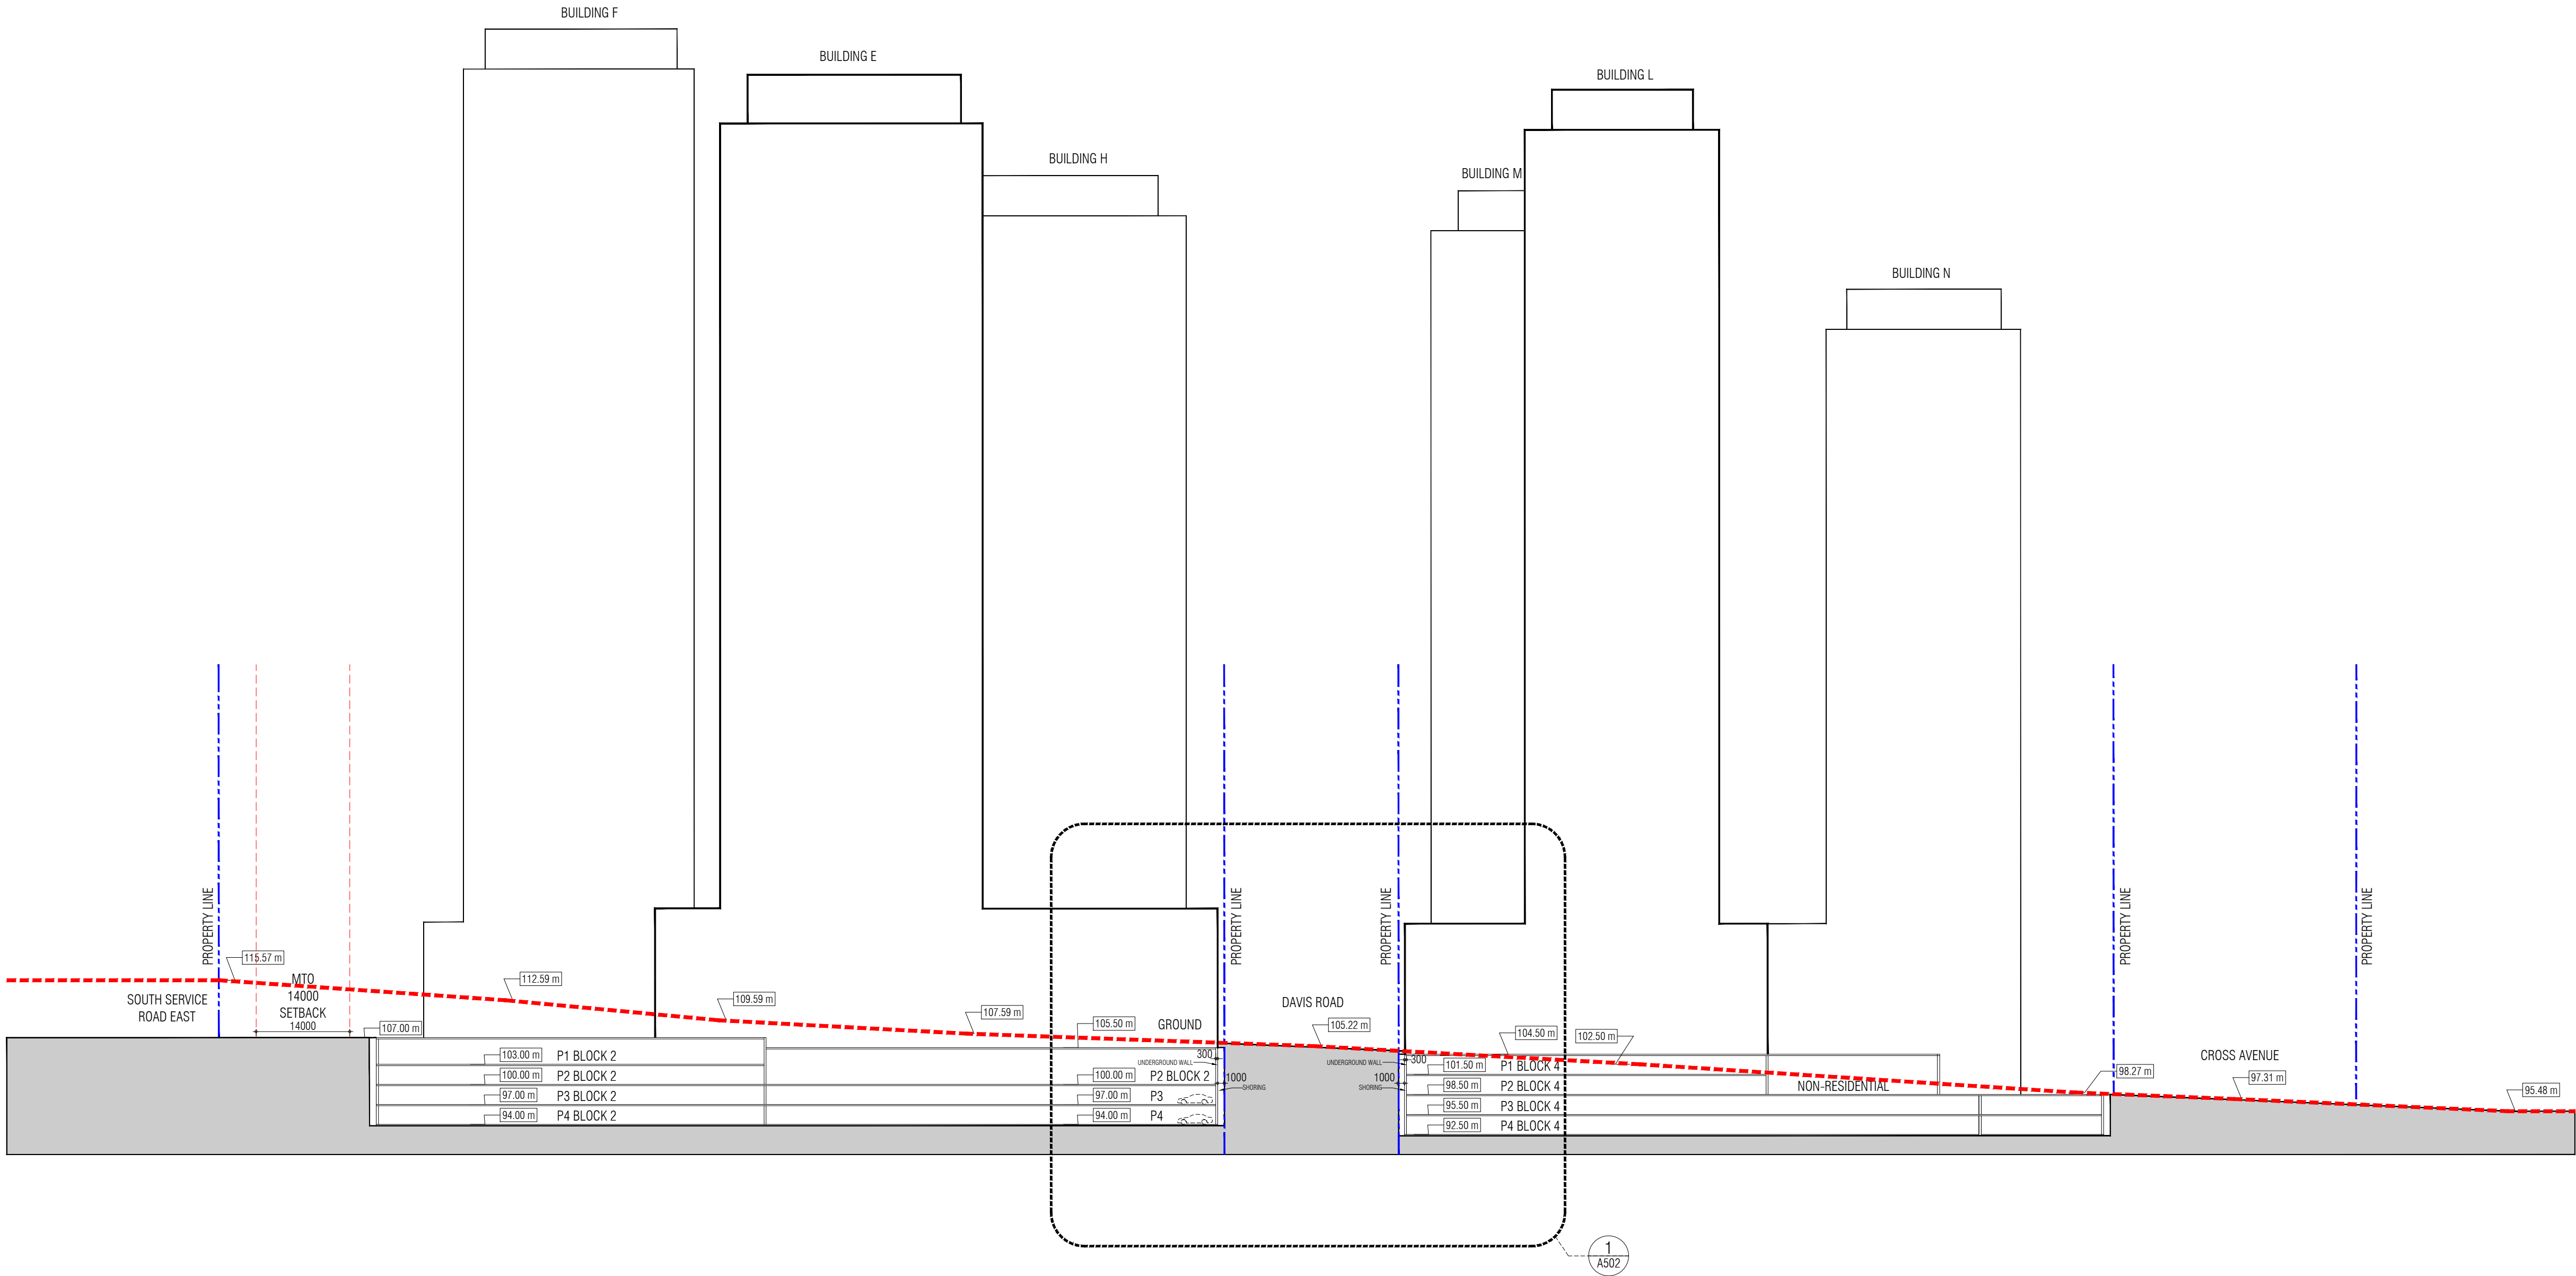 BUILDING F
BUILDING E
BUILDING L
BUILDING H
BUILDING M
BUILDING N
PROPERTY LINE
PROPERTY LINE
PROPERTY LINE
PROPERTY LINE
PROPERTY LINE
115.57 m
MTO
14000
SETBACK
14000
SOUTH SERVICE
ROAD EAST
112.59 m
109.59 m
107.59 m
107.00 m
105.50 m
GROUND
DAVIS ROAD
105.22 m
104.50 m
102.50 m
CROSS AVENUE
98.27 m
97.31 m
95.48 m
103.00 m P1 BLOCK 2
100.00 m P2 BLOCK 2
97.00 m P3 BLOCK 2
94.00 m P4 BLOCK 2
300
UNDERGROUND WALL
100.00 m P2 BLOCK 2
1000
SHORING
97.00 m P3
94.00 m P4
300
UNDERGROUND WALL
1000
SHORING
101.50 m P1 BLOCK 4
98.50 m P2 BLOCK 4
95.50 m P3 BLOCK 4
92.50 m P4 BLOCK 4
NON-RESIDENTIAL
1
A502